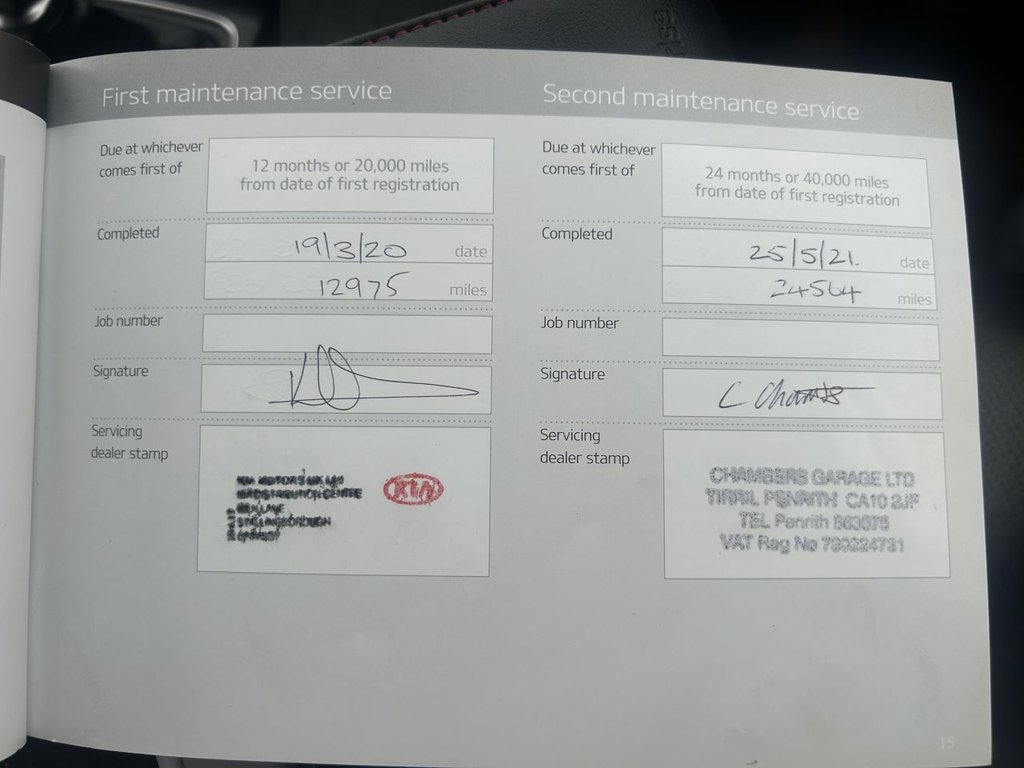 First maintenance service
Due at whichever
comes first of
12 months or 20,000 miles
from date of first registration
Completed
19/3/20 date
12975 miles
Job number
Signature
Servicing
dealer stamp
KIA
Second maintenance service
Due at whichever
comes first of
24 months or 40,000 miles
from date of first registration
Completed
25/5/21. date
24564 miles
Job number
Signature
C Chambers
Servicing
dealer stamp
CHAMBERS GARAGE LTD
TIRRIL PENRITH CA10 2JF
TEL Penrith
VAT Reg No
15